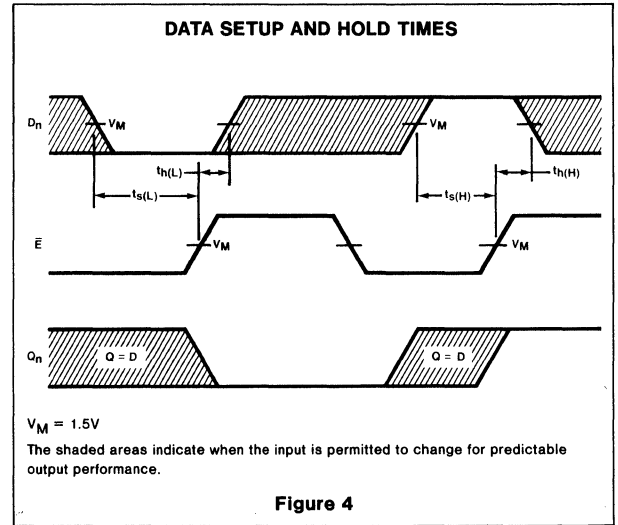 DATA SETUP AND HOLD TIMES
Dn
VM
VM
th(L)
th(H)
ts(L)
ts(H)
E̅
VM
VM
Qn
Q = D
Q = D
VM = 1.5V
The shaded areas indicate when the input is permitted to change for predictable
output performance.
Figure 4